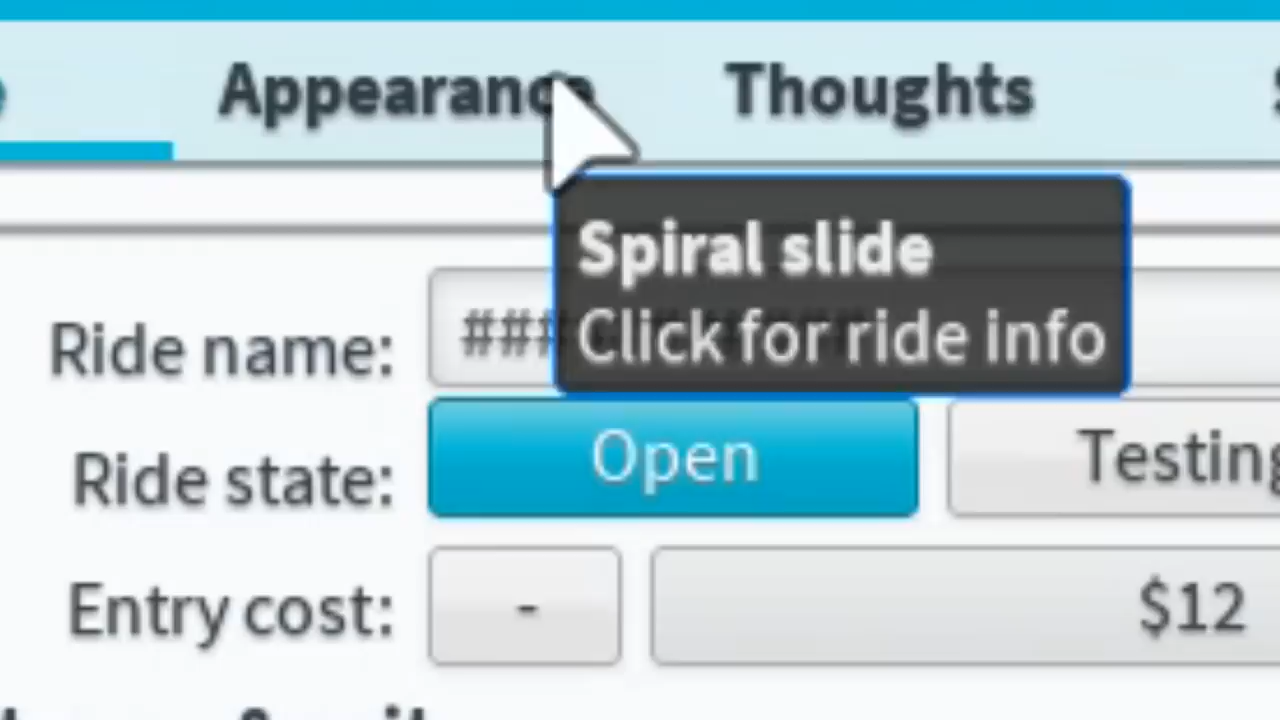 Appearance Thoughts
Spiral slide
Ride name: ### Click for ride info
Ride state: Open Testing
Entry cost: - $12